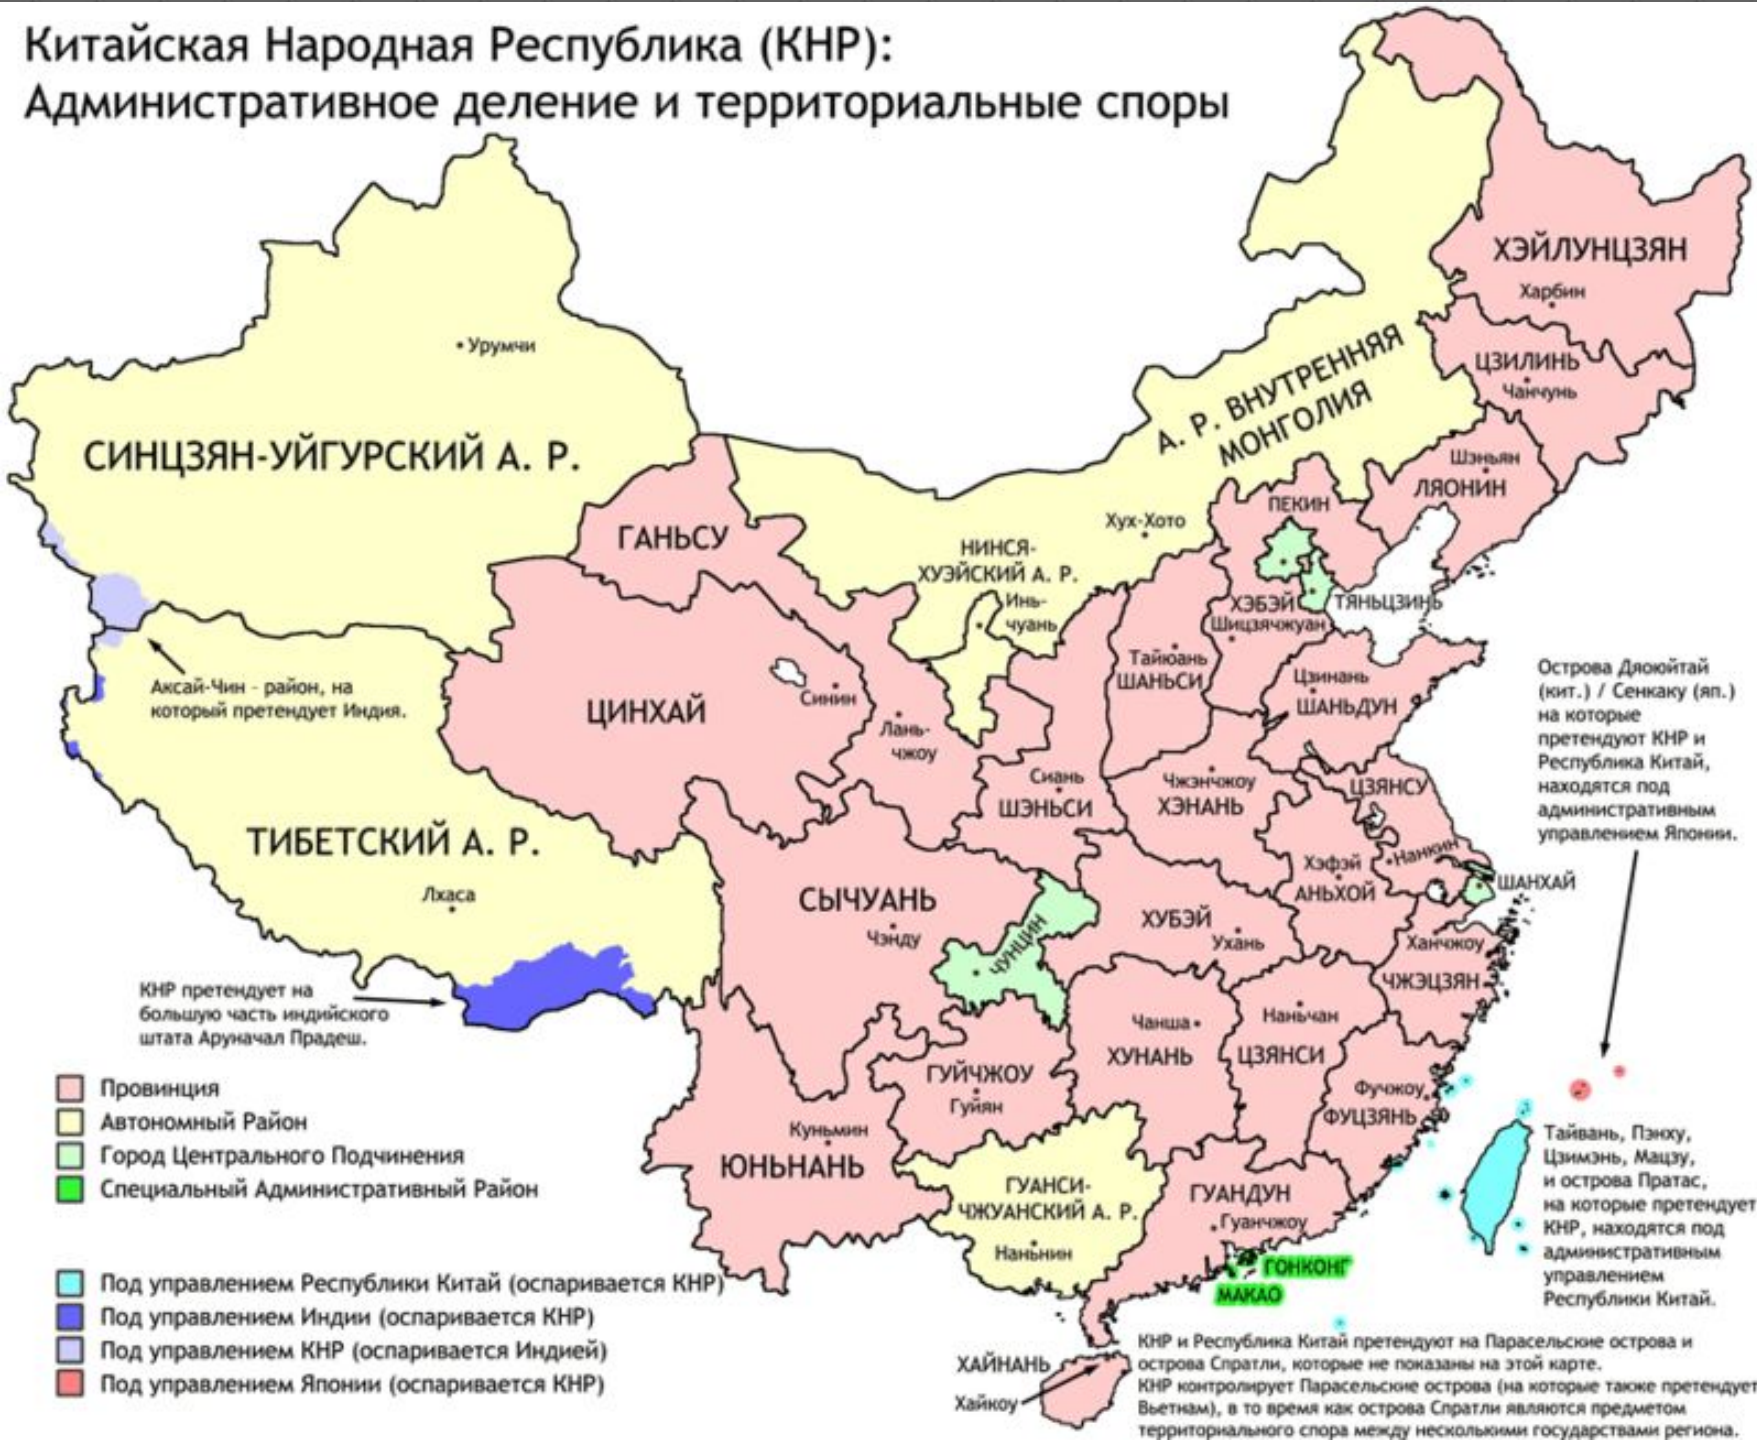 Китайская Народная Республика (КНР):
Административное деление и территориальные споры
ХЭЙЛУНЦЗЯН
Харбин
Урумчи
ЦЗИЛИНЬ
Чанчунь
А. Р. ВНУТРЕННЯЯ
МОНГОЛИЯ
СИНЦЗЯН-УЙГУРСКИЙ А. Р.
Шэньян
ЛЯОНИН
ПЕКИН
Хух-Хото
ГАНЬСУ
НИНСЯ-
ХУЭЙСКИЙ А. Р.
Инь-
чуань
ХЭБЭЙ
ТЯНЬЦЗИНЬ
Шицзячжуан
Тайюань
ШАНЬСИ
Цзинань
ШАНЬДУН
Аксай-Чин - район, на
который претендует Индия.
ЦИНХАЙ
Синин
Лань-
чжоу
Острова Дяоюйтай
(кит.) / Сенкаку (яп.)
на которые
претендуют КНР и
Республика Китай,
находятся под
административным
управлением Японии.
Сиань
ШЭНЬСИ
Чжэнчжоу
ХЭНАНЬ
ЦЗЯНСУ
Нанкин
ТИБЕТСКИЙ А. Р.
Лхаса
Хэфэй
АНЬХОЙ
ШАНХАЙ
СЫЧУАНЬ
Чэнду
ЧУНЦИН
ХУБЭЙ
Ухань
Ханчжоу
ЧЖЭЦЗЯН
КНР претендует на
большую часть индийского
штата Аруначал Прадеш.
Чанша
ХУНАНЬ
Наньчан
ЦЗЯНСИ
ГУЙЧЖОУ
Гуйян
Фучжоу
ФУЦЗЯНЬ
Куньмин
ЮНЬНАНЬ
Тайвань, Пэнху,
Цзимэнь, Мацзу,
и острова Пратас,
на которые претендует
КНР, находятся под
административным
управлением
Республики Китай.
ГУАНСИ-
ЧЖУАНСКИЙ А. Р.
Наньнин
ГУАНДУН
Гуанчжоу
ГОНКОНГ
МАКАО
Провинция
Автономный Район
Город Центрального Подчинения
Специальный Административный Район
Под управлением Республики Китай (оспаривается КНР)
Под управлением Индии (оспаривается КНР)
Под управлением КНР (оспаривается Индией)
Под управлением Японии (оспаривается КНР)
ХАЙНАНЬ
Хайкоу
КНР и Республика Китай претендуют на Парасельские острова и
острова Спратли, которые не показаны на этой карте.
КНР контролирует Парасельские острова (на которые также претендует
Вьетнам), в то время как острова Спратли являются предметом
территориального спора между несколькими государствами региона.